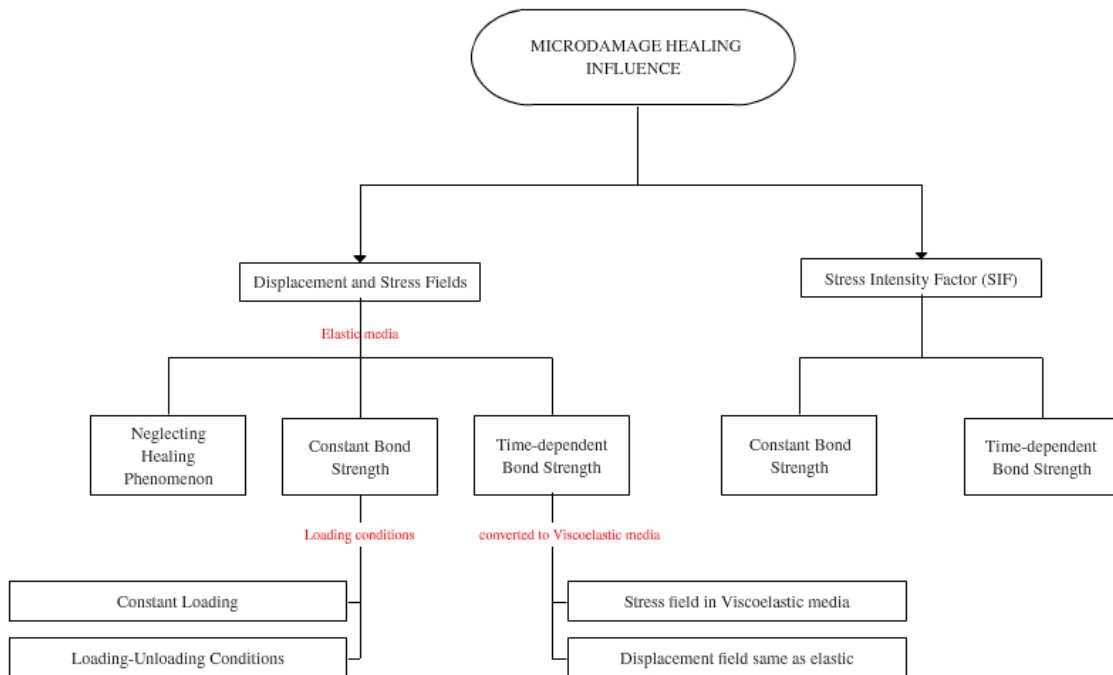 MICRODAMAGE HEALING
INFLUENCE
Displacement and Stress Fields
Stress Intensity Factor (SIF)
Elastic media
Neglecting
Healing
Phenomenon
Constant Bond
Strength
Time-dependent
Bond Strength
Constant Bond
Strength
Time-dependent
Bond Strength
Loading conditions
converted to Viscoelastic media
Constant Loading
Stress field in Viscoelastic media
Loading-Unloading Conditions
Displacement field same as elastic